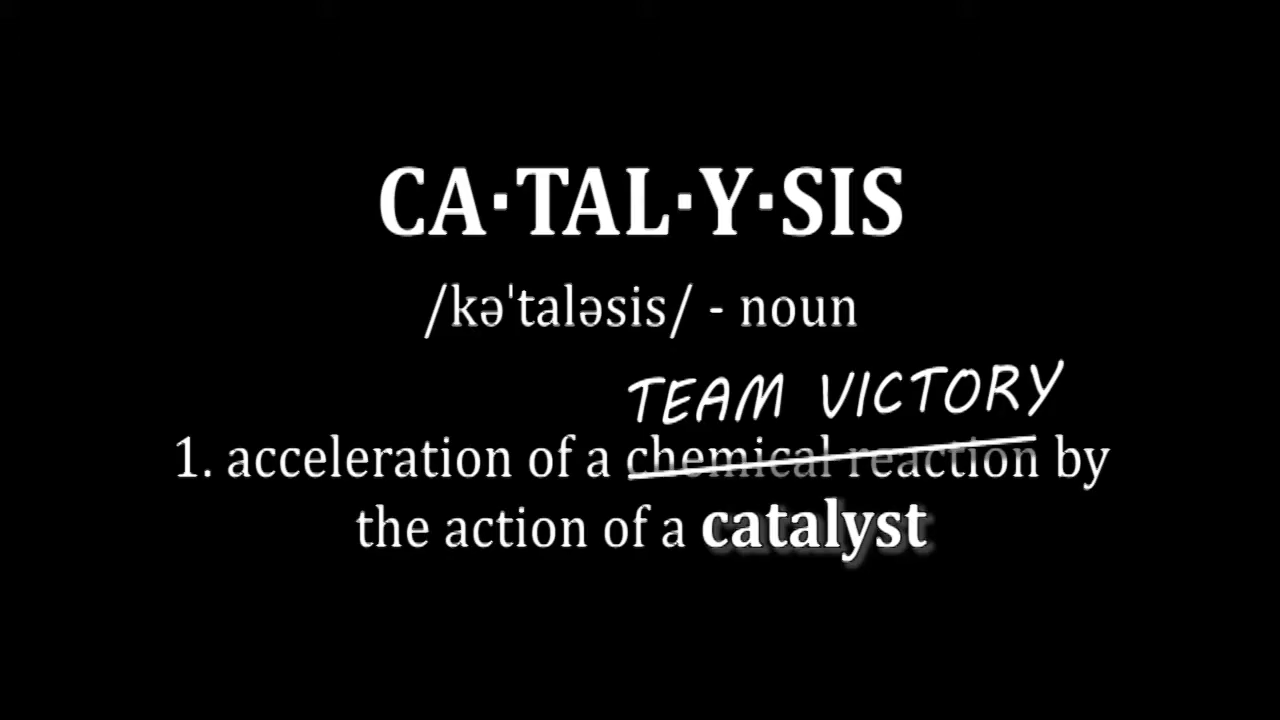 CA·TAL·Y·SIS
/kəˈtaləsis/ - noun
TEAM VICTORY
1. acceleration of a chemical reaction by
the action of a catalyst